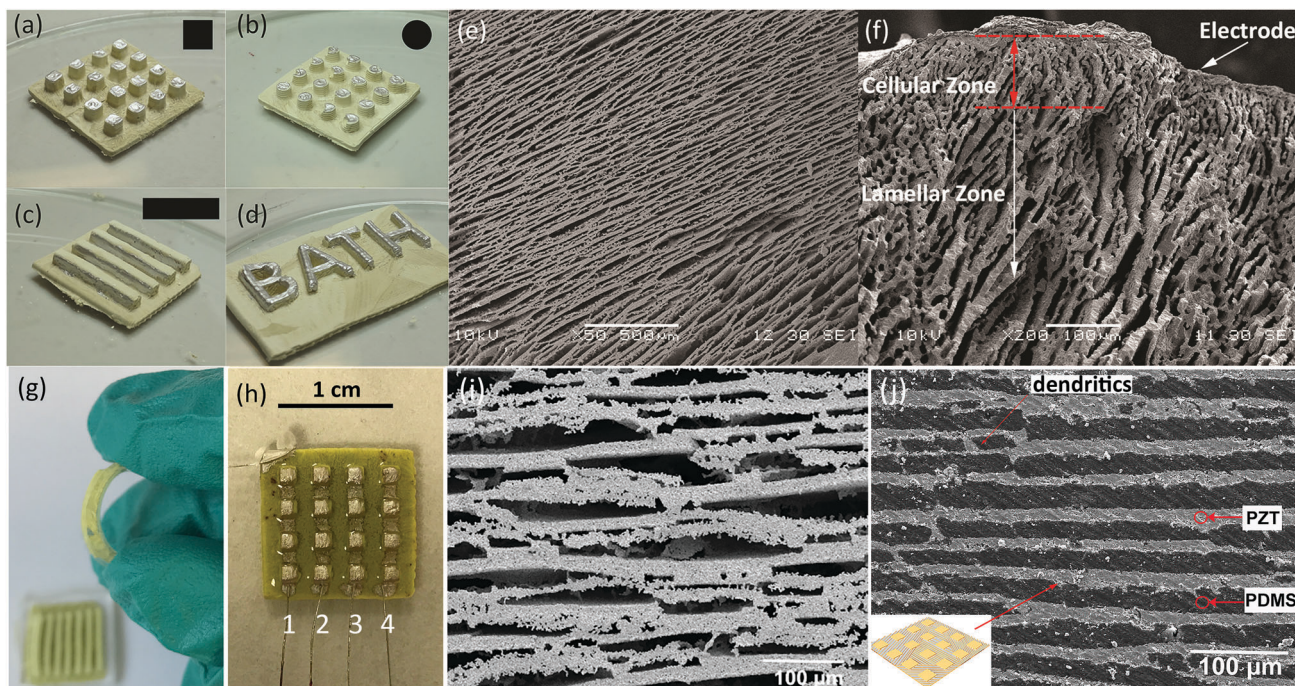 (a)
(b)
(c)
(d)
BATH
(e)
10kV X50 500μm 12 30 SEI
(f)
Electrode
Cellular Zone
Lamellar Zone
10kV X200 100μm 11 30 SEI
(g)
(h)
1 cm
1 2 3 4
(i)
100 μm
(j)
dendritics
PZT
PDMS
100 μm